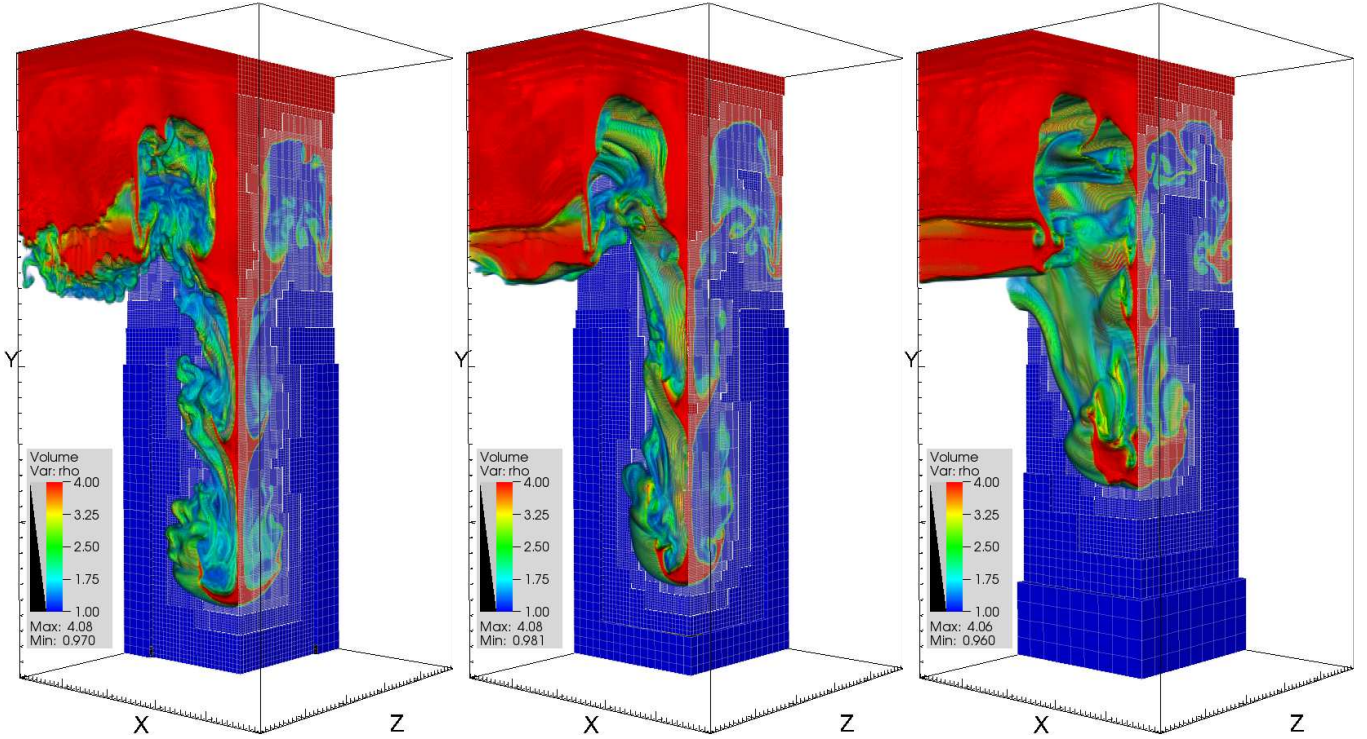 Y
Volume
Var: rho
4.00
3.25
2.50
1.75
1.00
Max: 4.08
Min: 0.970
X
Z
Y
Volume
Var: rho
4.00
3.25
2.50
1.75
1.00
Max: 4.08
Min: 0.981
X
Z
Y
Volume
Var: rho
4.00
3.25
2.50
1.75
1.00
Max: 4.06
Min: 0.960
X
Z